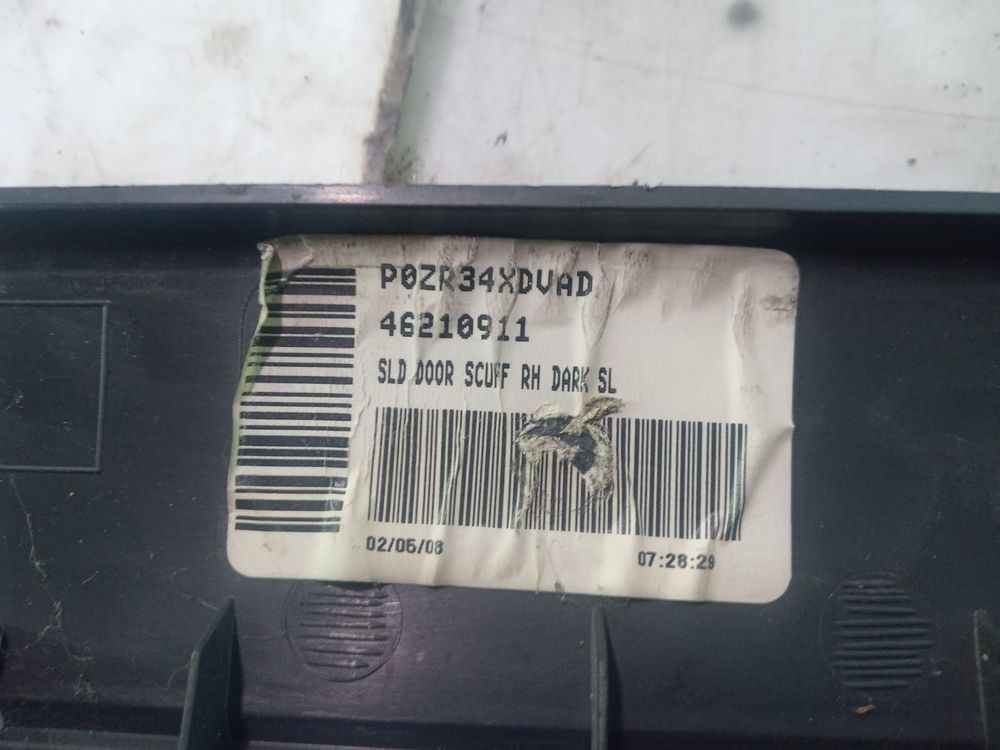 P0ZR34XDVAD
46210911
SLD DOOR SCUFF RH DARK SL
02/05/08
07:28:29